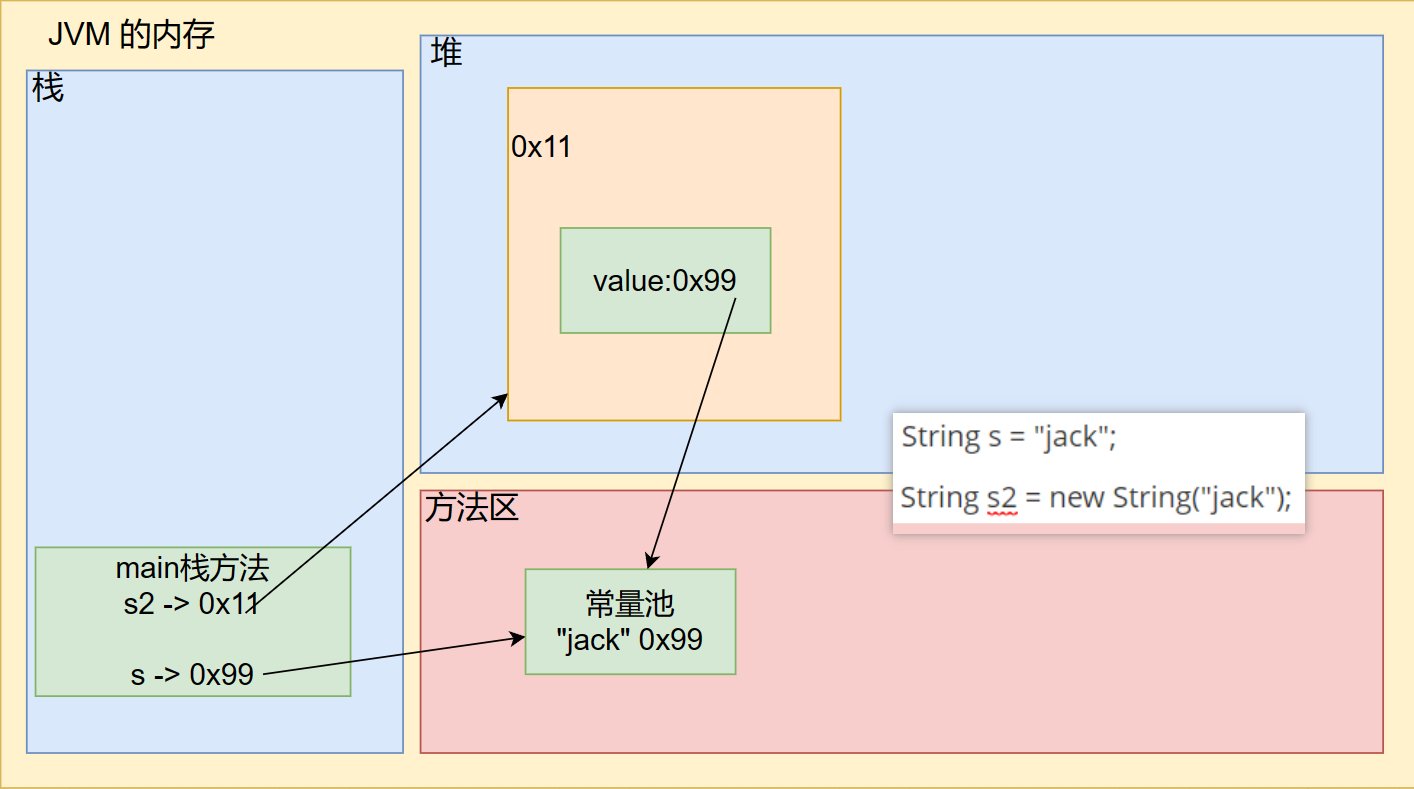 JVM 的内存
栈
堆
0x11
value:0x99
String s = "jack";
String s2 = new String("jack");
方法区
main栈方法
s2 -> 0x11
s -> 0x99
常量池
"jack" 0x99